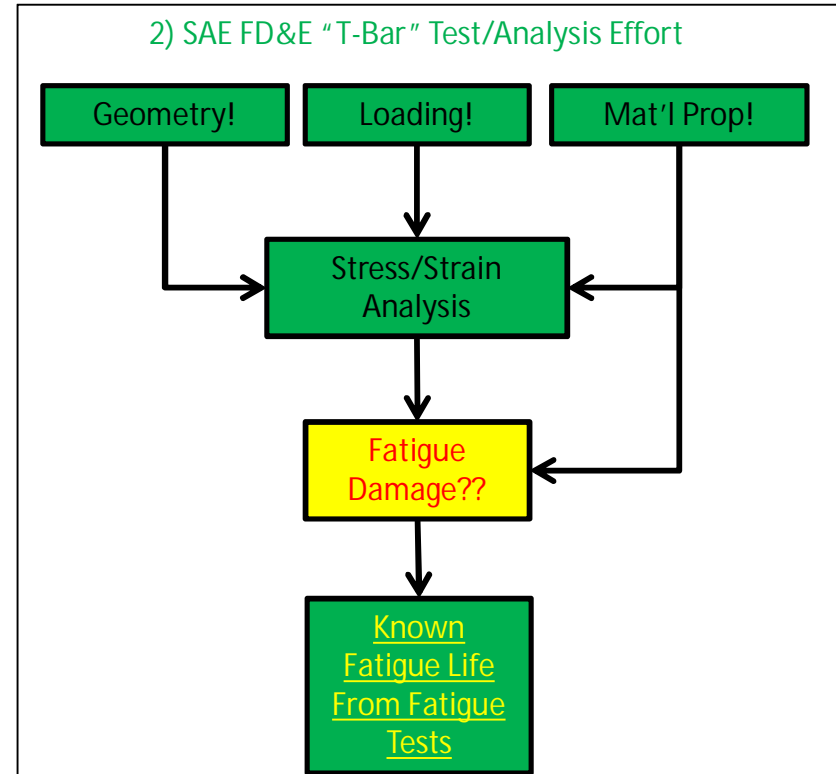 2) SAE FD&E “T-Bar” Test/Analysis Effort
Geometry!
Loading!
Mat’l Prop!
Stress/Strain
Analysis
Fatigue
Damage??
Known
Fatigue Life
From Fatigue
Tests